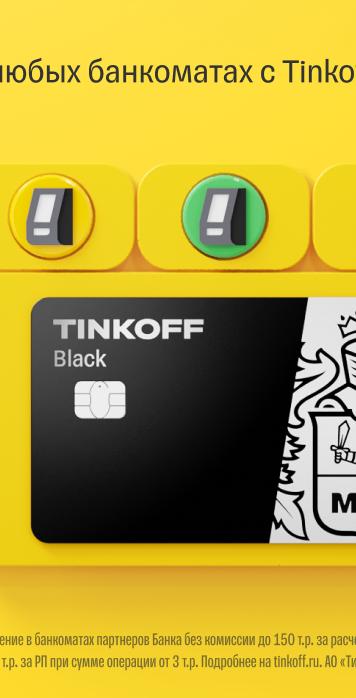 любых банкоматах с Tinko
TINKOFF
Black
M
ение в банкоматах партнеров Банка без комиссии до 150 т.р. за расч
т.р. за РП при сумме операции от 3 т.р. Подробнее на tinkoff.ru. АО «Ти